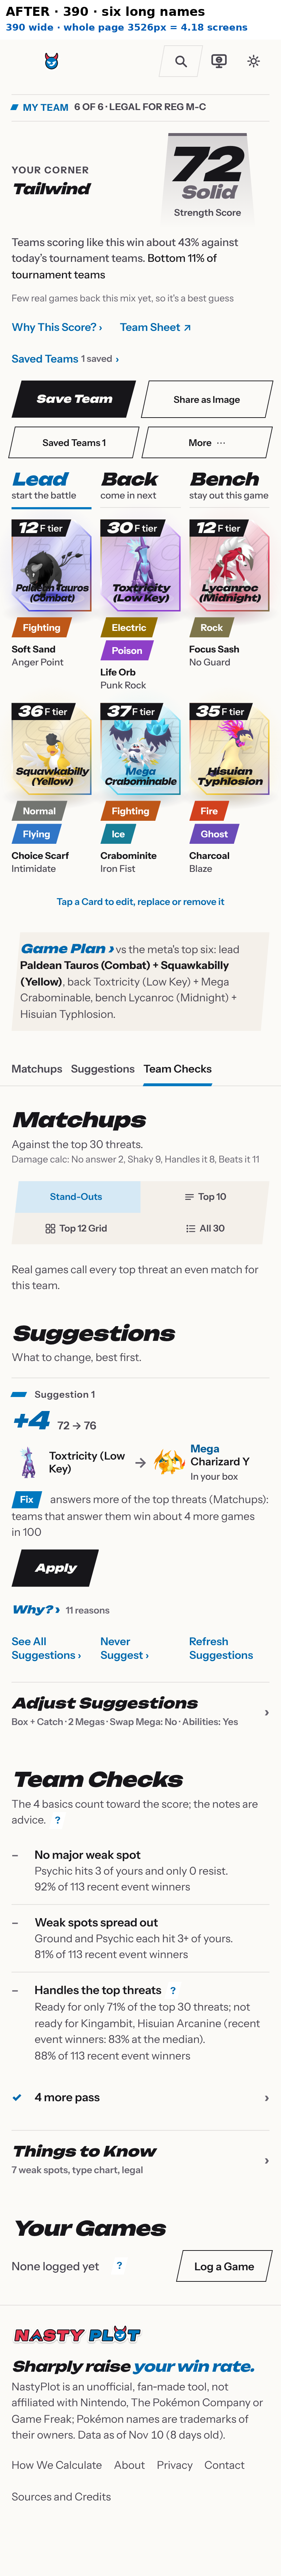 AFTER · 390 · six long names
390 wide · whole page 3526px = 4.18 screens
MY TEAM 6 OF 6 · LEGAL FOR REG M-C
YOUR CORNER
Tailwind
72
Solid
Strength Score
Teams scoring like this win about 43% against
today's tournament teams. Bottom 11% of
tournament teams
Few real games back this mix yet, so it's a best guess
Why This Score? › Team Sheet ↗
Saved Teams 1 saved ›
Save Team
Share as Image
Saved Teams 1
More ···
Lead
start the battle
Back
come in next
Bench
stay out this game
12 F tier
Paldean Tauros
(Combat)
Fighting
Soft Sand
Anger Point
30 F tier
Toxtricity
(Low Key)
Electric
Poison
Life Orb
Punk Rock
12 F tier
Lycanroc
(Midnight)
Rock
Focus Sash
No Guard
36 F tier
Squawkabilly
(Yellow)
Normal
Flying
Choice Scarf
Intimidate
37 F tier
Mega
Crabominable
Fighting
Ice
Crabominite
Iron Fist
35 F tier
Hisuian
Typhlosion
Fire
Ghost
Charcoal
Blaze
Tap a Card to edit, replace or remove it
Game Plan › vs the meta's top six: lead
Paldean Tauros (Combat) + Squawkabilly
(Yellow), back Toxtricity (Low Key) + Mega
Crabominable, bench Lycanroc (Midnight) +
Hisuian Typhlosion.
Matchups Suggestions Team Checks
Matchups
Against the top 30 threats.
Damage calc: No answer 2, Shaky 9, Handles it 8, Beats it 11
Stand-Outs
Top 10
Top 12 Grid
All 30
Real games call every top threat an even match for
this team.
Suggestions
What to change, best first.
Suggestion 1
+4 72 → 76
Toxtricity (Low
Key)
→
Mega
Charizard Y
In your box
Fix answers more of the top threats (Matchups):
teams that answer them win about 4 more games
in 100
Apply
Why? › 11 reasons
See All
Suggestions ›
Never
Suggest ›
Refresh
Suggestions
Adjust Suggestions ›
Box + Catch · 2 Megas · Swap Mega: No · Abilities: Yes
Team Checks
The 4 basics count toward the score; the notes are
advice. ?
– No major weak spot
Psychic hits 3 of yours and only 0 resist.
92% of 113 recent event winners
– Weak spots spread out
Ground and Psychic each hit 3+ of yours.
81% of 113 recent event winners
– Handles the top threats ?
Ready for only 71% of the top 30 threats; not
ready for Kingambit, Hisuian Arcanine (recent
event winners: 83% at the median).
88% of 113 recent event winners
✓ 4 more pass ›
Things to Know ›
7 weak spots, type chart, legal
Your Games
None logged yet ?
Log a Game
NASTY PLOT
Sharply raise your win rate.
NastyPlot is an unofficial, fan-made tool, not
affiliated with Nintendo, The Pokémon Company or
Game Freak; Pokémon names are trademarks of
their owners. Data as of Nov 10 (8 days old).
How We Calculate About Privacy Contact
Sources and Credits